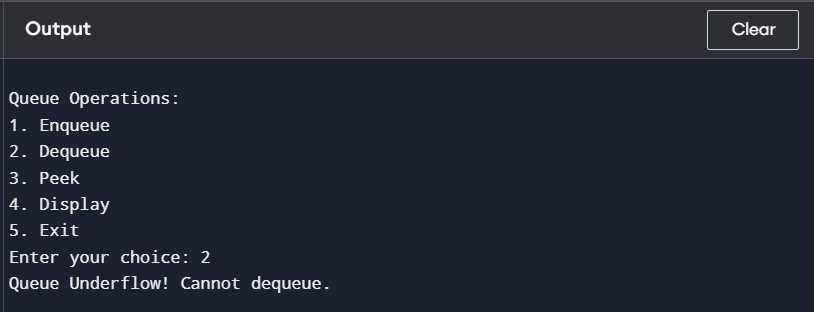 Output
Clear
Queue Operations:
1. Enqueue
2. Dequeue
3. Peek
4. Display
5. Exit
Enter your choice: 2
Queue Underflow! Cannot dequeue.